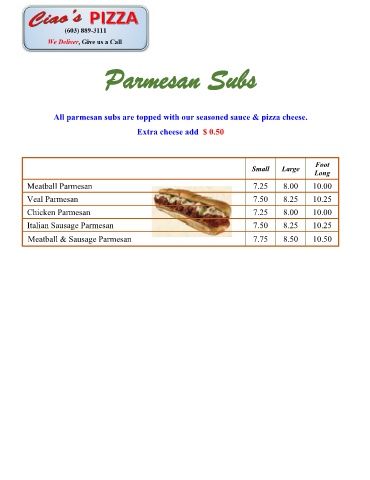 Ciao's PIZZA
(603) 889-3111
We Deliver, Give us a Call
Parmesan Subs
All parmesan subs are topped with our seasoned sauce & pizza cheese.
Extra cheese add $ 0.50
Small Large Foot Long
Meatball Parmesan 7.25 8.00 10.00
Veal Parmesan 7.50 8.25 10.25
Chicken Parmesan 7.25 8.00 10.00
Italian Sausage Parmesan 7.50 8.25 10.25
Meatball & Sausage Parmesan 7.75 8.50 10.50